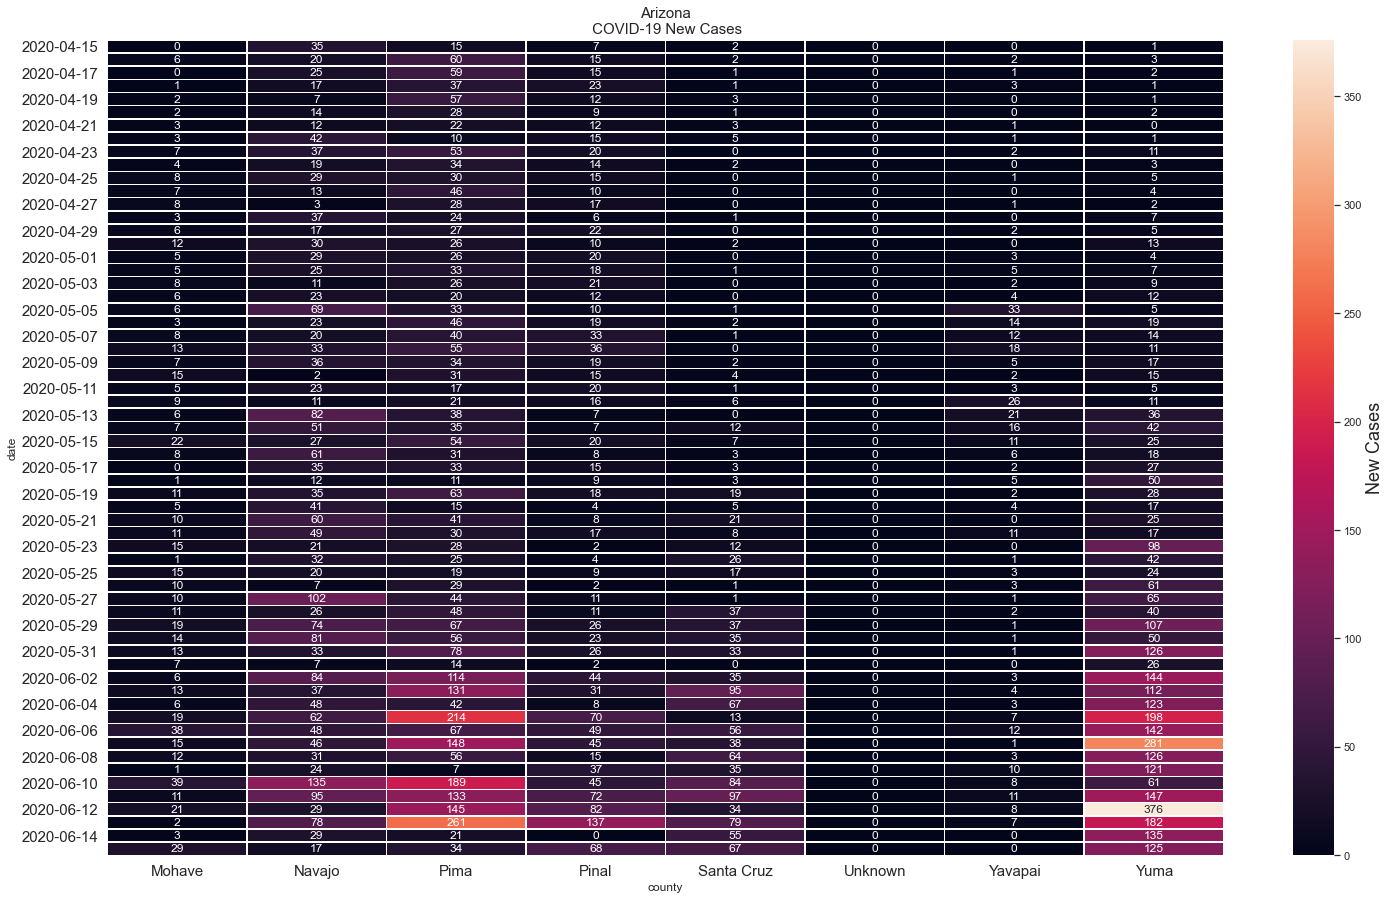 Arizona
COVID-19 New Cases
2020-04-15 0 35 15 7 2 0 0 1
6 20 60 15 2 0 2 3
2020-04-17 0 25 59 15 1 0 1 2
1 17 37 23 1 0 3 1
2020-04-19 2 7 57 12 3 0 0 1
2 14 28 9 1 0 0 2
2020-04-21 3 12 22 12 3 0 1 0
3 42 10 15 5 0 1 1
2020-04-23 7 37 53 20 0 0 2 11
4 19 34 14 2 0 0 3
2020-04-25 8 29 30 15 0 0 1 5
7 13 46 10 0 0 0 4
2020-04-27 8 3 28 17 0 0 1 2
3 37 24 6 1 0 0 7
2020-04-29 6 17 27 22 0 0 2 5
12 30 26 10 2 0 0 13
2020-05-01 5 29 26 20 0 0 3 4
5 25 33 18 1 0 5 7
2020-05-03 8 11 26 21 0 0 2 9
6 23 20 12 0 0 4 12
2020-05-05 6 69 33 10 1 0 33 5
3 23 46 19 2 0 14 19
2020-05-07 8 20 40 33 1 0 12 14
13 33 55 36 0 0 18 11
2020-05-09 7 36 34 19 2 0 5 17
15 2 31 15 4 0 2 15
2020-05-11 5 23 17 20 1 0 3 5
9 11 21 16 6 0 26 11
2020-05-13 6 82 38 7 0 0 21 36
7 51 35 7 12 0 16 42
2020-05-15 22 27 54 20 7 0 11 25
8 61 31 8 3 0 6 18
2020-05-17 0 35 33 15 3 0 2 27
1 12 11 9 3 0 5 50
2020-05-19 11 35 63 18 19 0 2 28
5 41 15 4 5 0 4 17
2020-05-21 10 60 41 8 21 0 0 25
11 49 30 17 8 0 11 17
2020-05-23 15 21 28 2 12 0 0 98
1 32 25 4 26 0 1 42
2020-05-25 15 20 19 9 17 0 3 24
10 7 29 2 1 0 3 61
2020-05-27 10 102 44 11 1 0 1 65
11 26 48 11 37 0 2 40
2020-05-29 19 74 67 26 37 0 1 107
14 81 56 23 35 0 1 50
2020-05-31 13 33 78 26 33 0 1 126
7 7 14 2 0 0 0 26
2020-06-02 6 84 114 44 35 0 3 144
13 37 131 31 95 0 4 112
2020-06-04 6 48 42 8 67 0 3 123
19 62 214 70 13 0 7 198
2020-06-06 38 48 67 49 56 0 12 142
15 46 148 45 38 0 1 281
2020-06-08 12 31 56 15 64 0 3 126
1 24 7 37 35 0 10 121
2020-06-10 39 135 189 45 84 0 8 61
11 95 133 72 97 0 11 147
2020-06-12 21 29 145 82 34 0 8 376
2 78 261 137 79 0 7 182
2020-06-14 3 29 21 0 55 0 0 135
29 17 34 68 67 0 0 125
Mohave Navajo Pima Pinal Santa Cruz Unknown Yavapai Yuma
county
date
350
300
250
200
150
100
50
0
New Cases